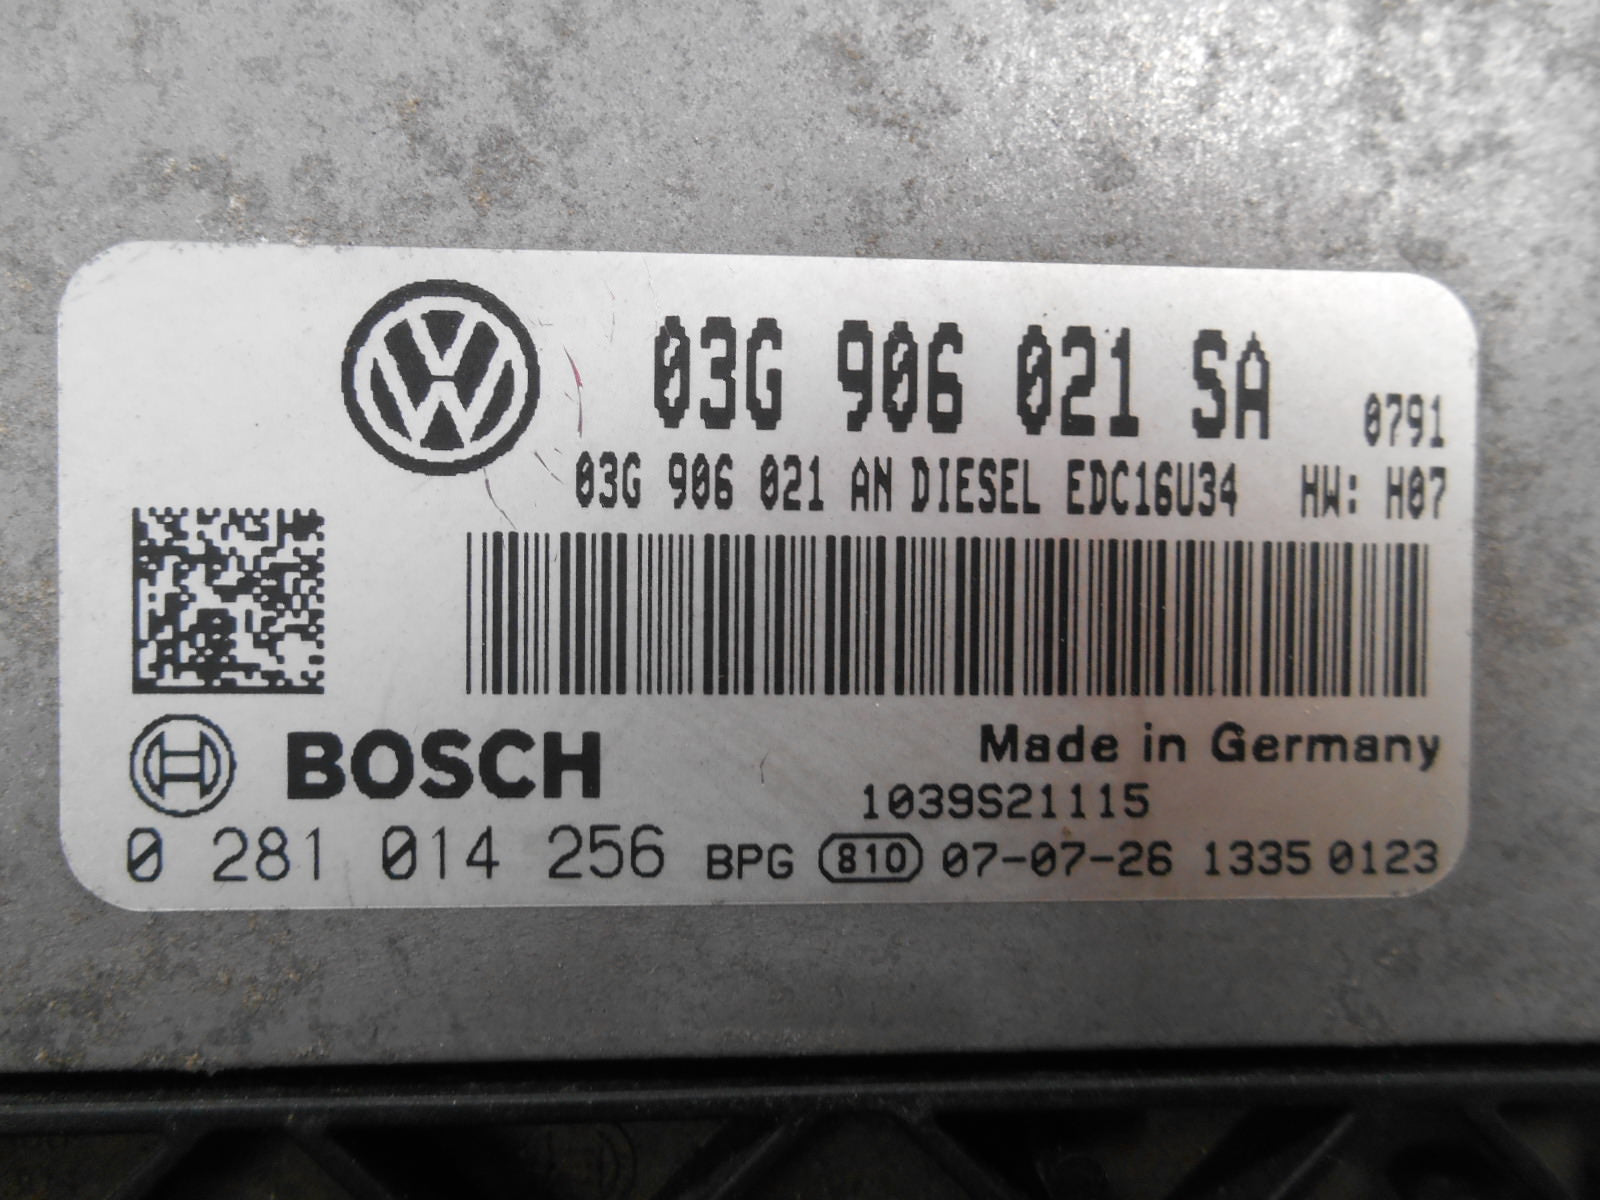 03G 906 021 SA 0791
03G 906 021 AN DIESEL EDC16U34 HW: H07
BOSCH
Made in Germany
1039S21115
0 281 014 256 BPG 810 07-07-26 1335 0123